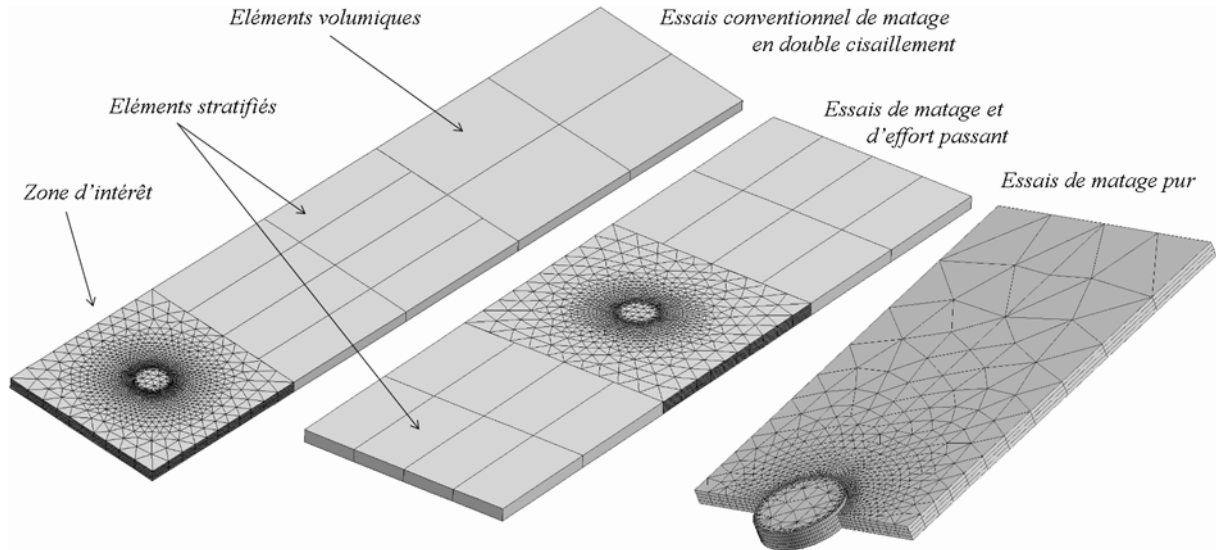 Eléments volumiques
Essais conventionnel de matage
en double cisaillement
Eléments stratifiés
Essais de matage et
d'effort passant
Zone d'intérêt
Essais de matage pur